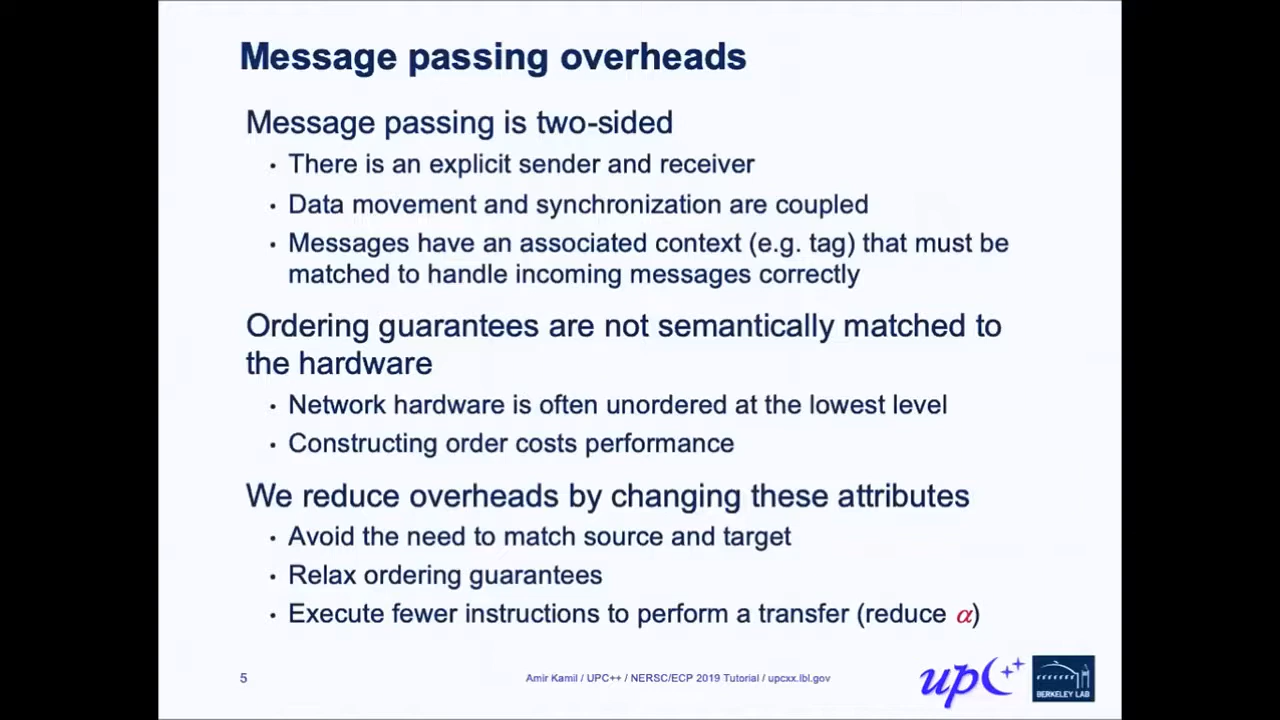 Message passing overheads
Message passing is two-sided
• There is an explicit sender and receiver
• Data movement and synchronization are coupled
• Messages have an associated context (e.g. tag) that must be
matched to handle incoming messages correctly
Ordering guarantees are not semantically matched to
the hardware
• Network hardware is often unordered at the lowest level
• Constructing order costs performance
We reduce overheads by changing these attributes
• Avoid the need to match source and target
• Relax ordering guarantees
• Execute fewer instructions to perform a transfer (reduce α)
5
Amir Kamil / UPC++ / NERSC/ECP 2019 Tutorial / upcxx.lbl.gov
upC++
BERKELEY LAB